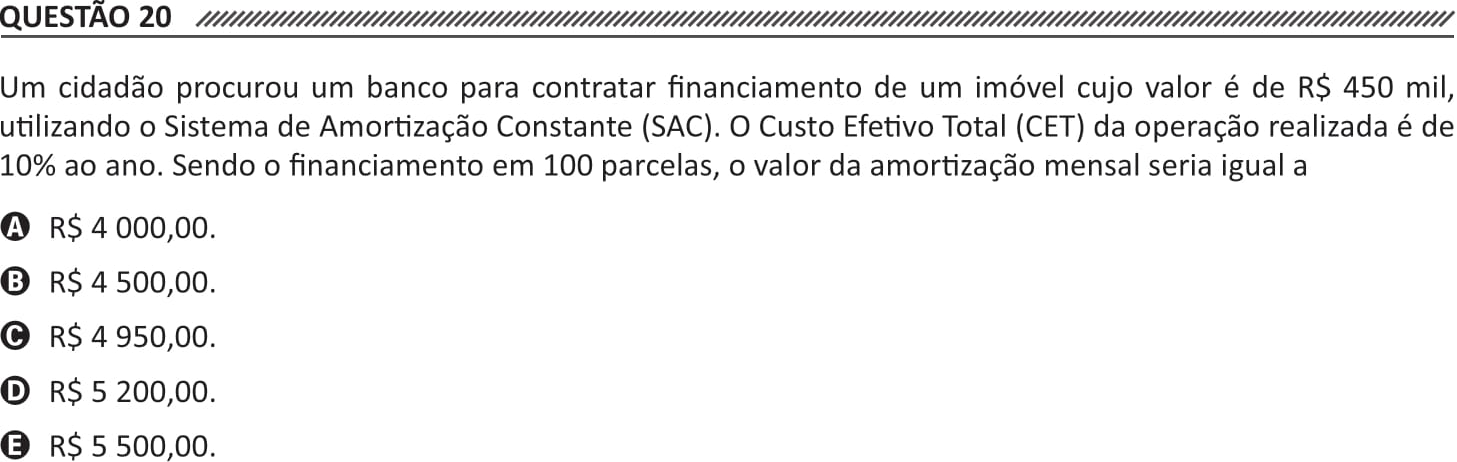 QUESTÃO 20
Um cidadão procurou um banco para contratar financiamento de um imóvel cujo valor é de R$ 450 mil,
utilizando o Sistema de Amortização Constante (SAC). O Custo Efetivo Total (CET) da operação realizada é de
10% ao ano. Sendo o financiamento em 100 parcelas, o valor da amortização mensal seria igual a
A R$ 4 000,00.
B R$ 4 500,00.
C R$ 4 950,00.
D R$ 5 200,00.
E R$ 5 500,00.